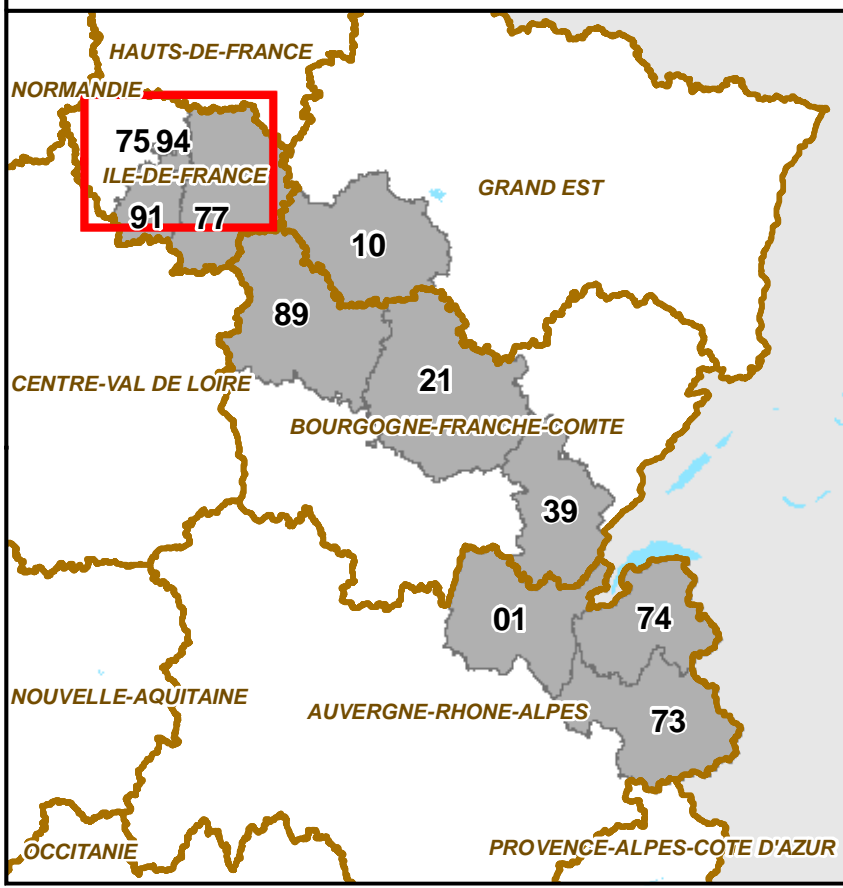 HAUTS-DE-FRANCE
NORMANDIE
75 94
ILE-DE-FRANCE
GRAND EST
91 77
10
89
21
CENTRE-VAL DE LOIRE
BOURGOGNE-FRANCHE-COMTE
39
01
74
NOUVELLE-AQUITAINE
AUVERGNE-RHONE-ALPES
73
OCCITANIE
PROVENCE-ALPES-COTE D'AZUR